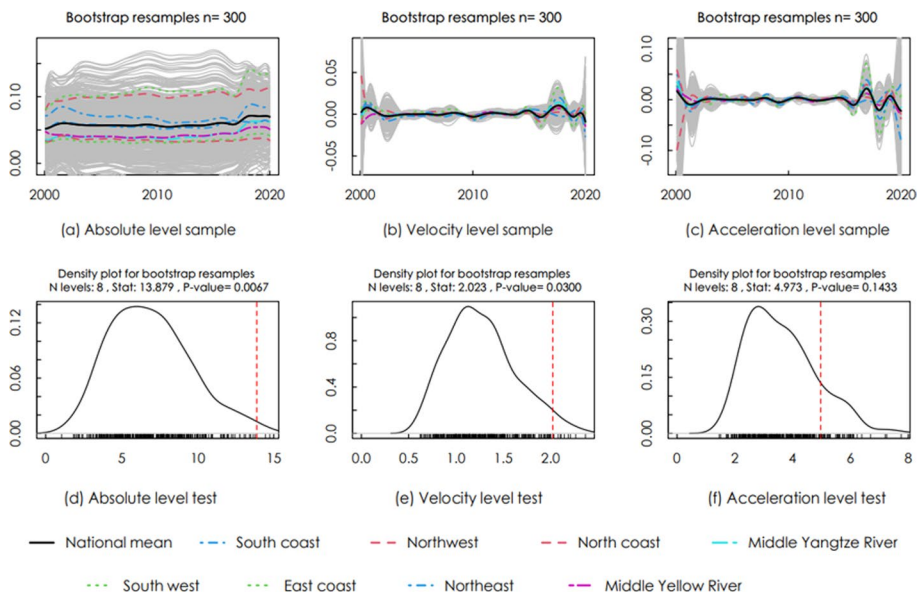 Bootstrap resamples n= 300
Bootstrap resamples n= 300
Bootstrap resamples n= 300
0.00 0.10
-0.05 0.00 0.05
-0.10 0.00 0.10
2000 2010 2020
2000 2010 2020
2000 2010 2020
(a) Absolute level sample
(b) Velocity level sample
(c) Acceleration level sample
Density plot for bootstrap resamples
N levels: 8 , Stat: 13.879 , P-value= 0.0067
Density plot for bootstrap resamples
N levels: 8 , Stat: 2.023 , P-value= 0.0300
Density plot for bootstrap resamples
N levels: 8 , Stat: 4.973 , P-value= 0.1433
0.00 0.06 0.12
0.0 0.4 0.8
0.00 0.15 0.30
0 5 10 15
0.0 0.5 1.0 1.5 2.0
0 2 4 6 8
(d) Absolute level test
(e) Velocity level test
(f) Acceleration level test
National mean South coast Northwest North coast Middle Yangtze River
South west East coast Northeast Middle Yellow River